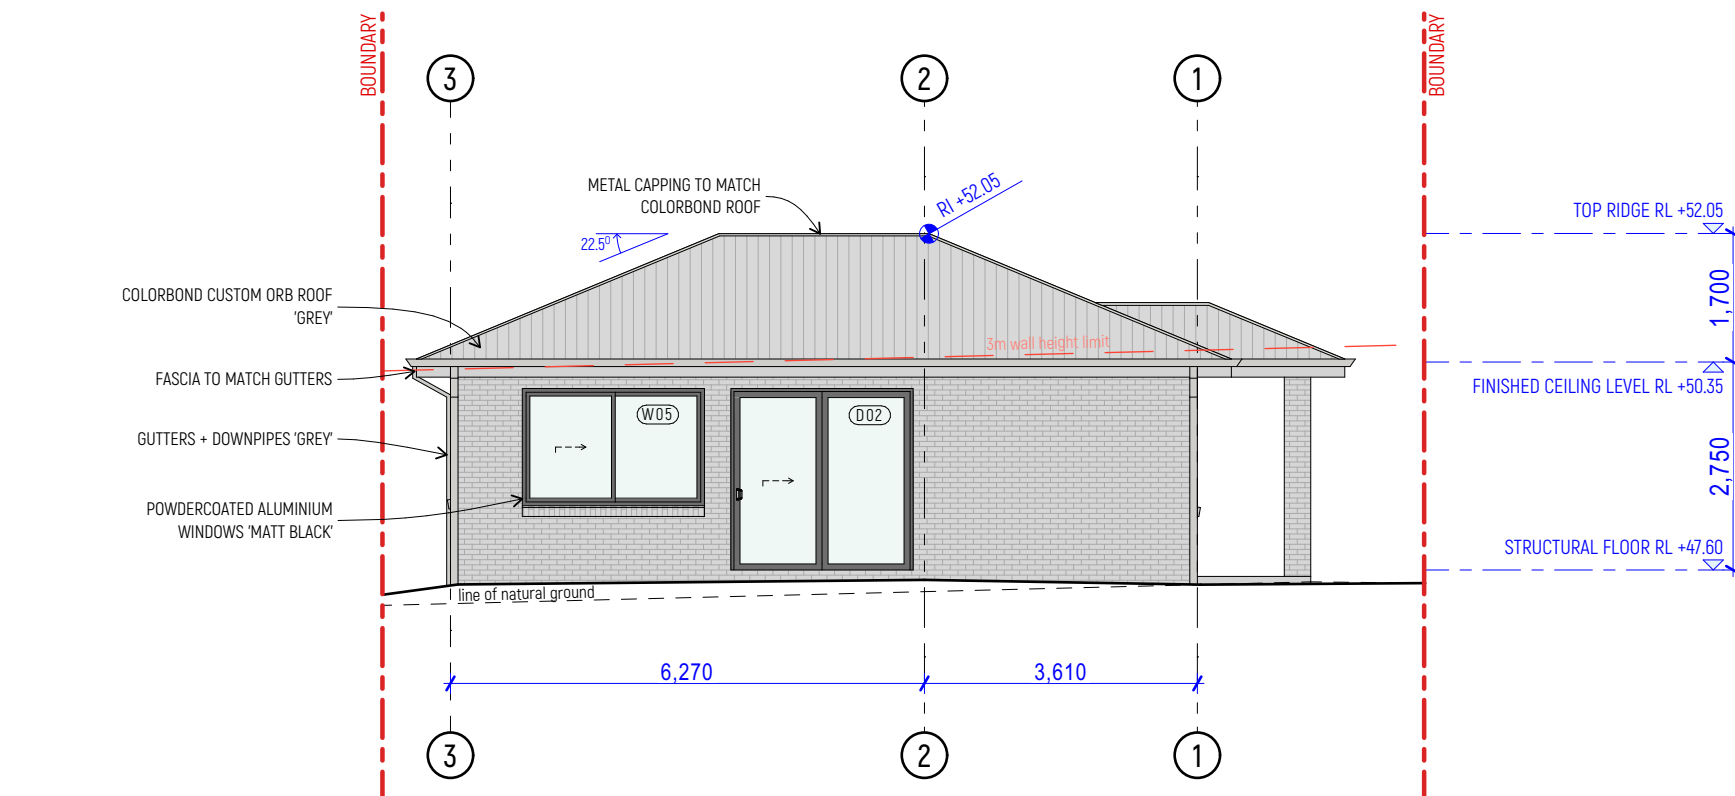 BOUNDARY
BOUNDARY
3
2
1
METAL CAPPING TO MATCH
COLORBOND ROOF
RI +52.05
22.5⁰
TOP RIDGE RL +52.05
COLORBOND CUSTOM ORB ROOF
'GREY'
1,700
3m wall height limit
FASCIA TO MATCH GUTTERS
FINISHED CEILING LEVEL RL +50.35
W05
D02
GUTTERS + DOWNPIPES 'GREY'
2,750
POWDERCOATED ALUMINIUM
WINDOWS 'MATT BLACK'
STRUCTURAL FLOOR RL +47.60
line of natural ground
6,270
3,610
3
2
1